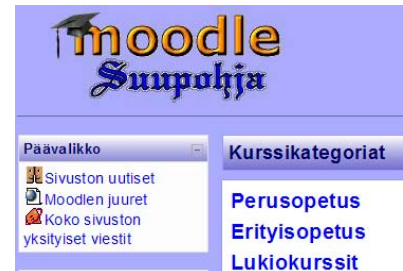 moodle
Suupohja
Päävalikko
Sivuston uutiset
Moodlen juuret
Koko sivuston
yksityiset viestit
Kurssikategoriat
Perusopetus
Erityisopetus
Lukiokurssit